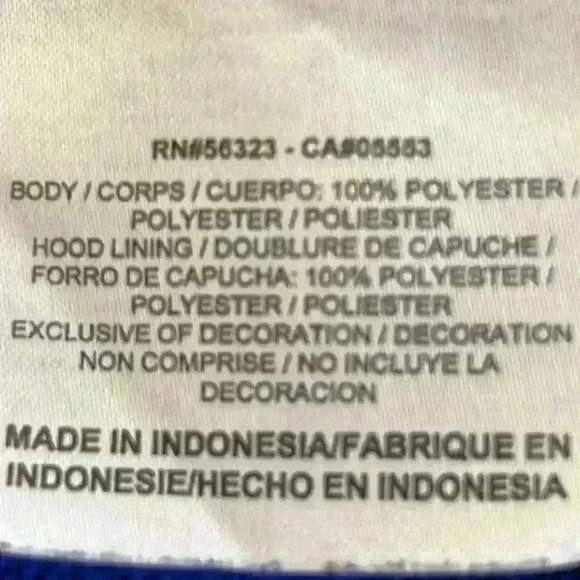 RN#56323 - CA#05553
BODY / CORPS / CUERPO: 100% POLYESTER /
POLYESTER / POLIESTER
HOOD LINING / DOUBLURE DE CAPUCHE /
FORRO DE CAPUCHA: 100% POLYESTER /
POLYESTER / POLIESTER
EXCLUSIVE OF DECORATION / DECORATION
NON COMPRISE / NO INCLUYE LA
DECORACION
MADE IN INDONESIA/FABRIQUE EN
INDONESIE/HECHO EN INDONESIA